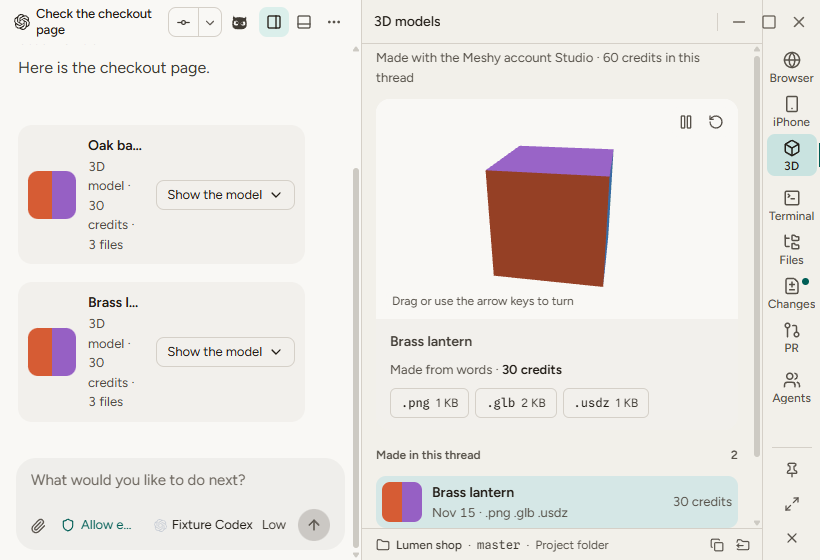 Check the checkout
page
Here is the checkout page.
Oak ba...
3D
model ·
30
credits ·
3 files
Show the model
Brass l...
3D
model ·
30
credits ·
3 files
Show the model
What would you like to do next?
Allow e...
Fixture Codex
Low
3D models
Made with the Meshy account Studio · 60 credits in this
thread
Drag or use the arrow keys to turn
Brass lantern
Made from words · 30 credits
.png 1 KB
.glb 2 KB
.usdz 1 KB
Made in this thread
2
Brass lantern
Nov 15 · .png .glb .usdz
30 credits
Lumen shop · master · Project folder
Browser
iPhone
3D
Terminal
Files
Changes
PR
Agents